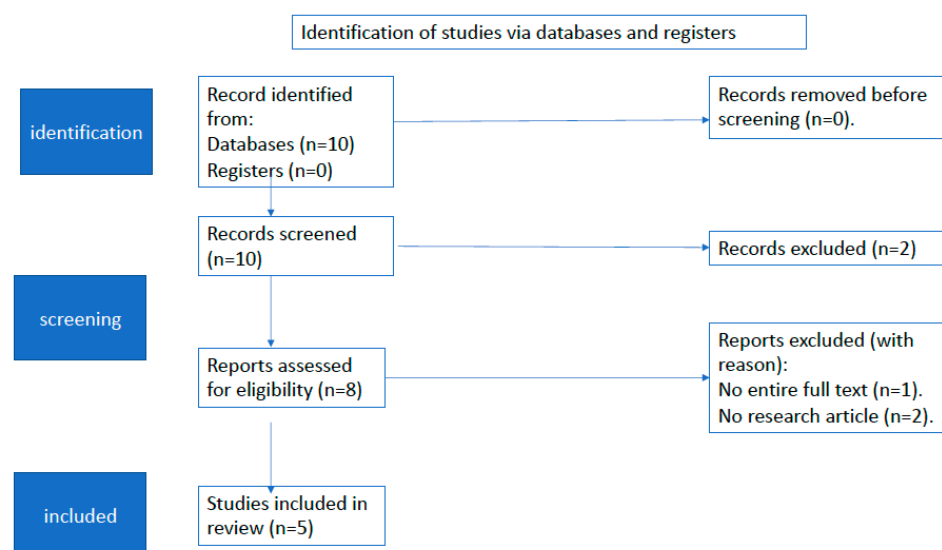 Identification of studies via databases and registers
identification
Record identified
from:
Databases (n=10)
Registers (n=0)
Records removed before
screening (n=0).
Records screened
(n=10)
Records excluded (n=2)
screening
Reports assessed
for eligibility (n=8)
Reports excluded (with
reason):
No entire full text (n=1).
No research article (n=2).
included
Studies included in
review (n=5)